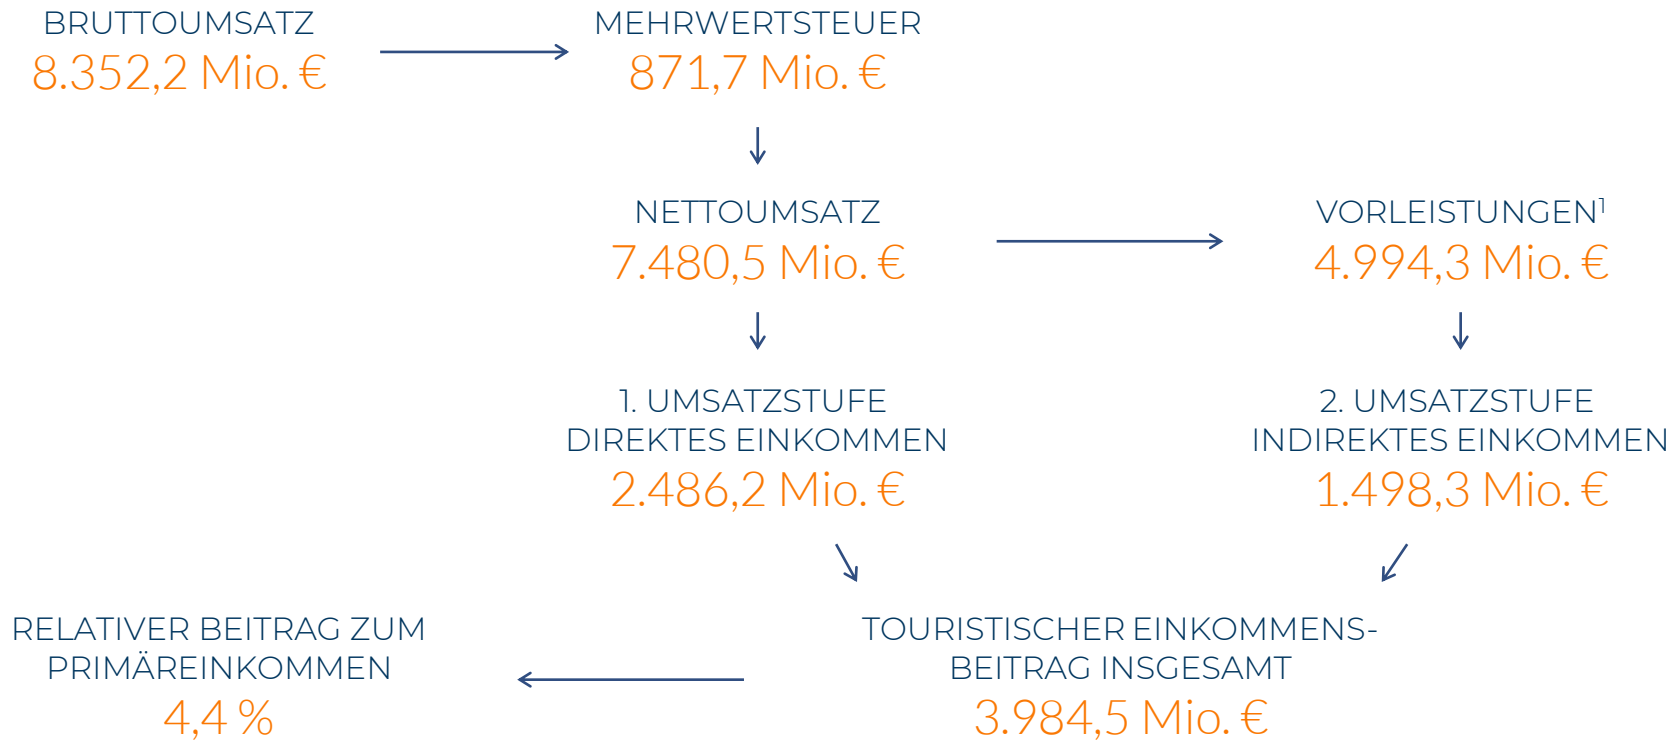 BRUTTOUMSATZ
8.352,2 Mio. €
MEHRWERTSTEUER
871,7 Mio. €
NETTOUMSATZ
7.480,5 Mio. €
VORLEISTUNGEN¹
4.994,3 Mio. €
1. UMSATZSTUFE
DIREKTES EINKOMMEN
2.486,2 Mio. €
2. UMSATZSTUFE
INDIREKTES EINKOMMEN
1.498,3 Mio. €
RELATIVER BEITRAG ZUM
PRIMÄREINKOMMEN
4,4 %
TOURISTISCHER EINKOMMENS-
BEITRAG INSGESAMT
3.984,5 Mio. €